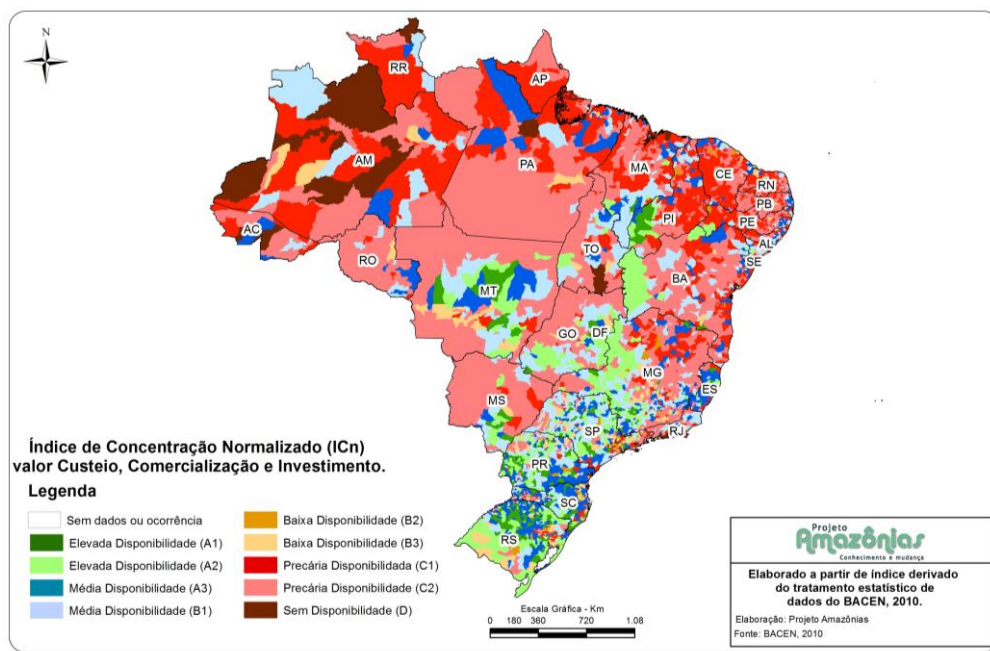 N
RR
AP
AM
PA
MA
CE
RN
PB
PE
AL
SE
PI
AC
RO
TO
BA
MT
GO
DF
MG
ES
MS
SP
RJ
PR
SC
RS
Índice de Concentração Normalizado (ICn)
valor Custeio, Comercialização e Investimento.
Legenda
Sem dados ou ocorrência
Elevada Disponibilidade (A1)
Elevada Disponibilidade (A2)
Média Disponibilidade (A3)
Média Disponibilidade (B1)
Baixa Disponibilidade (B2)
Baixa Disponibilidade (B3)
Precária Disponibilidada (C1)
Precária Disponibilidade (C2)
Sem Disponibilidade (D)
Escala Gráfica - Km
0 180 360 720 1.08
Projeto
Amazônias
Conhecimento e mudança
Elaborado a partir de índice derivado
do tratamento estatístico de
dados do BACEN, 2010.
Elaboração: Projeto Amazônias
Fonte: BACEN, 2010